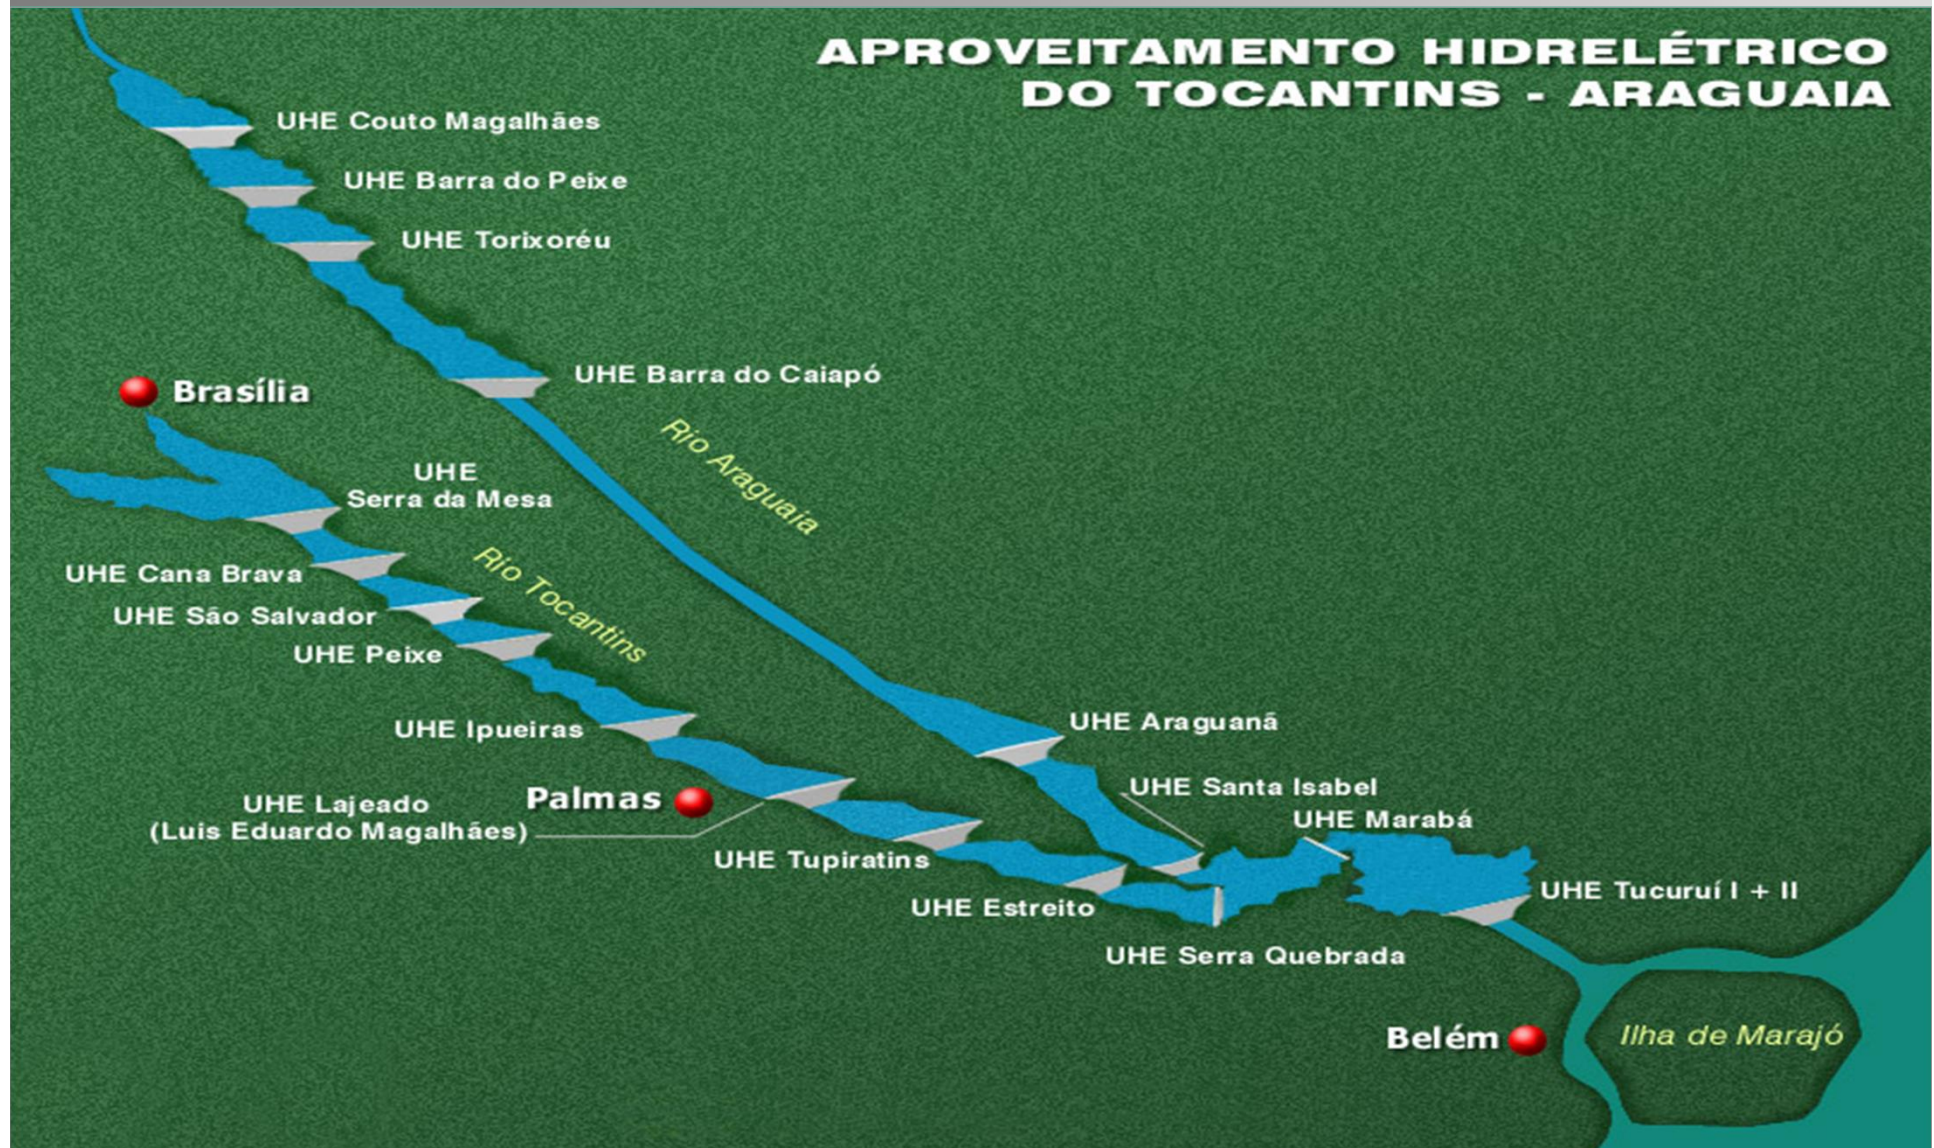 APROVEITAMENTO HIDRELÉTRICO
DO TOCANTINS - ARAGUAIA
UHE Couto Magalhães
UHE Barra do Peixe
UHE Torixoréu
UHE Barra do Caiapó
Brasília
Rio Araguaia
UHE
Serra da Mesa
Rio Tocantins
UHE Cana Brava
UHE São Salvador
UHE Peixe
UHE Ipueiras
UHE Araguanã
UHE Santa Isabel
Palmas
UHE Lajeado
(Luis Eduardo Magalhães)
UHE Marabá
UHE Tupiratins
UHE Tucuruí I + II
UHE Estreito
UHE Serra Quebrada
Belém
Ilha de Marajó